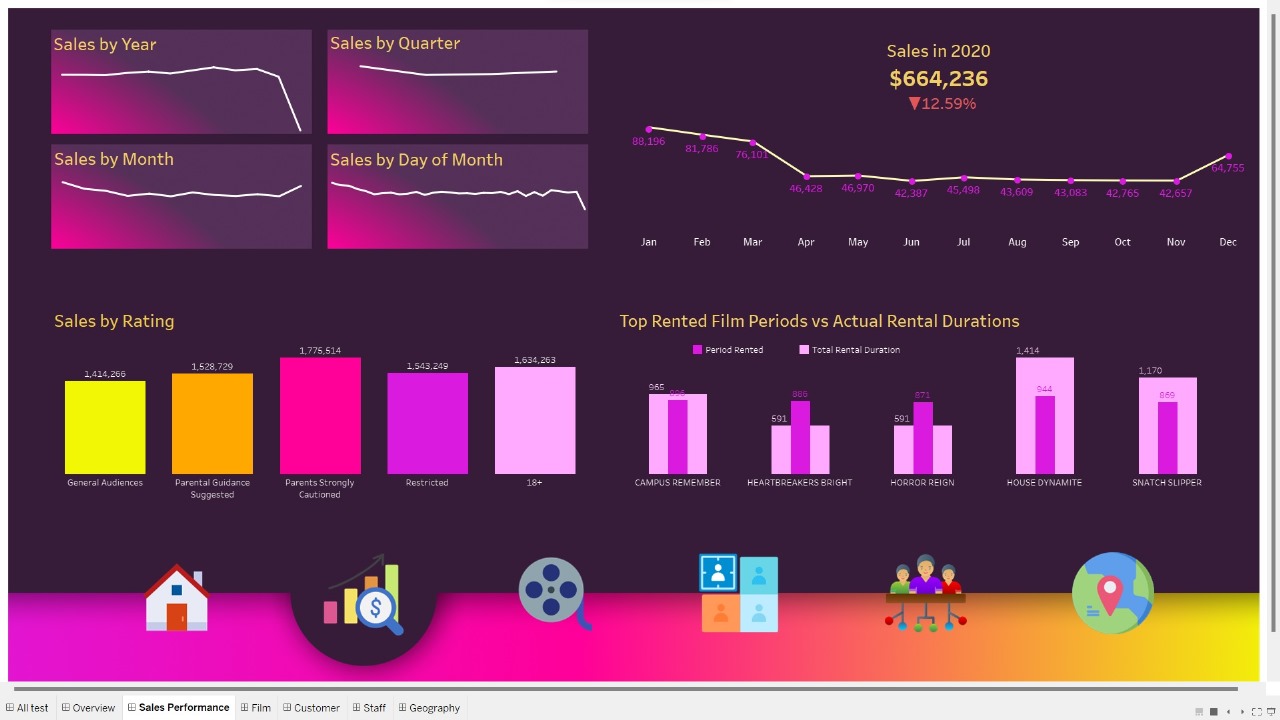 Sales by Year
Sales by Quarter
Sales by Month
Sales by Day of Month
Sales in 2020
$664,236
▼12.59%
88,196
81,786
76,101
46,428
46,970
42,387
45,498
43,609
43,083
42,765
42,657
64,755
Jan Feb Mar Apr May Jun Jul Aug Sep Oct Nov Dec
Sales by Rating
1,414,266
1,528,729
1,775,514
1,543,249
1,634,263
General Audiences
Parental Guidance
Suggested
Parents Strongly
Cautioned
Restricted
18+
Top Rented Film Periods vs Actual Rental Durations
Period Rented
Total Rental Duration
965
591
886
591
871
1,414
944
1,170
869
CAMPUS REMEMBER
HEARTBREAKERS BRIGHT
HORROR REIGN
HOUSE DYNAMITE
SNATCH SLIPPER
$
All test
Overview
Sales Performance
Film
Customer
Staff
Geography